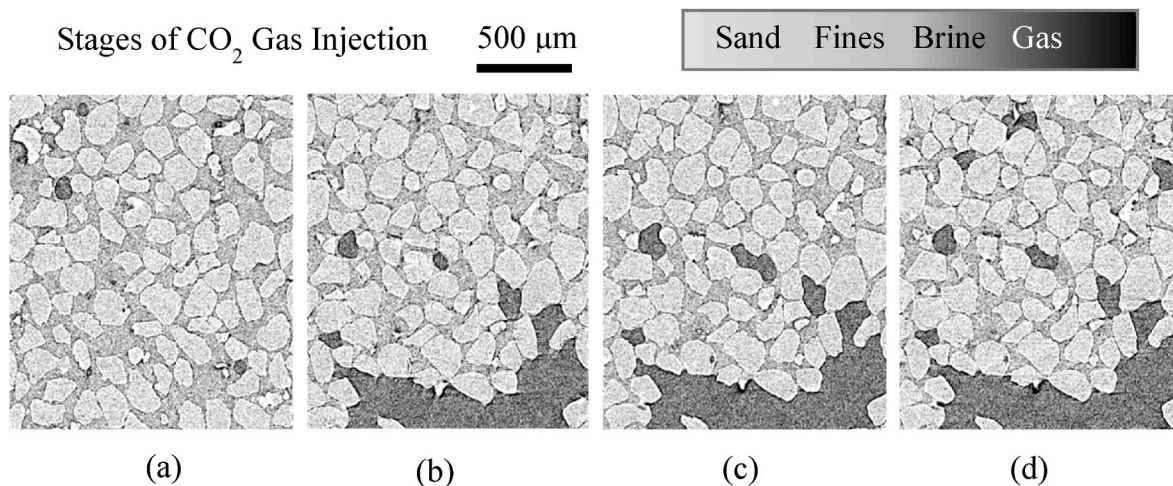 Stages of CO₂ Gas Injection
500 μm
Sand Fines Brine Gas
(a) (b) (c) (d)